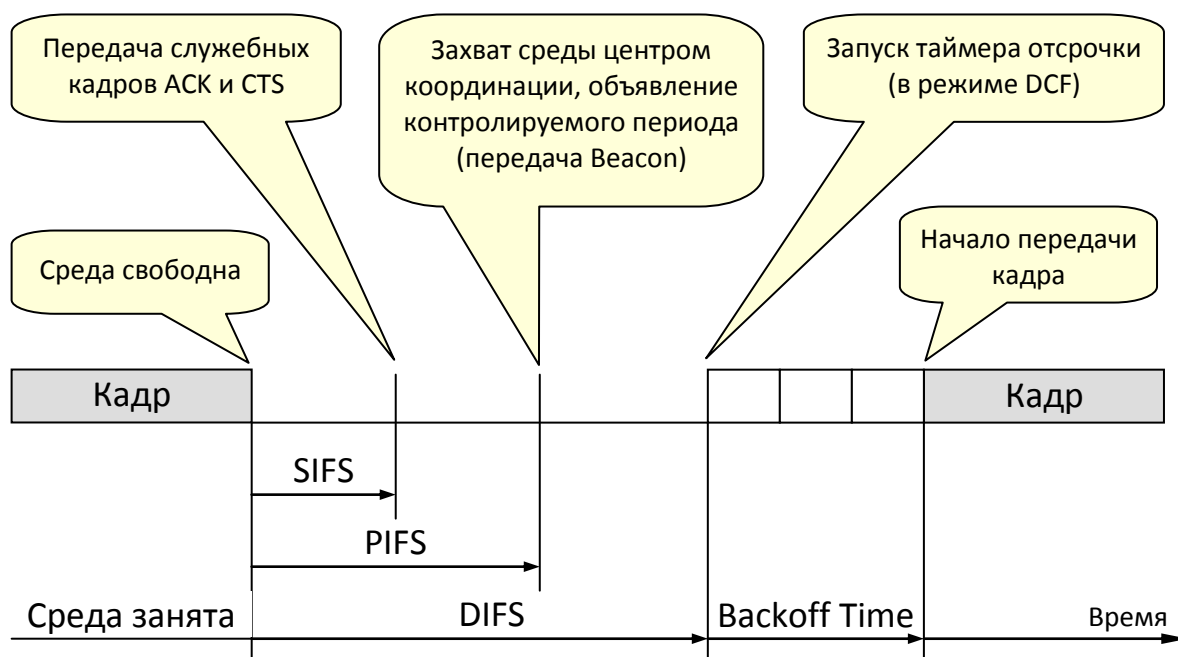 Передача служебных
кадров ACK и CTS
Захват среды центром
координации, объявление
контролируемого периода
(передача Beacon)
Запуск таймера отсрочки
(в режиме DCF)
Среда свободна
Начало передачи
кадра
Кадр
Кадр
SIFS
PIFS
Среда занята
DIFS
Backoff Time
Время